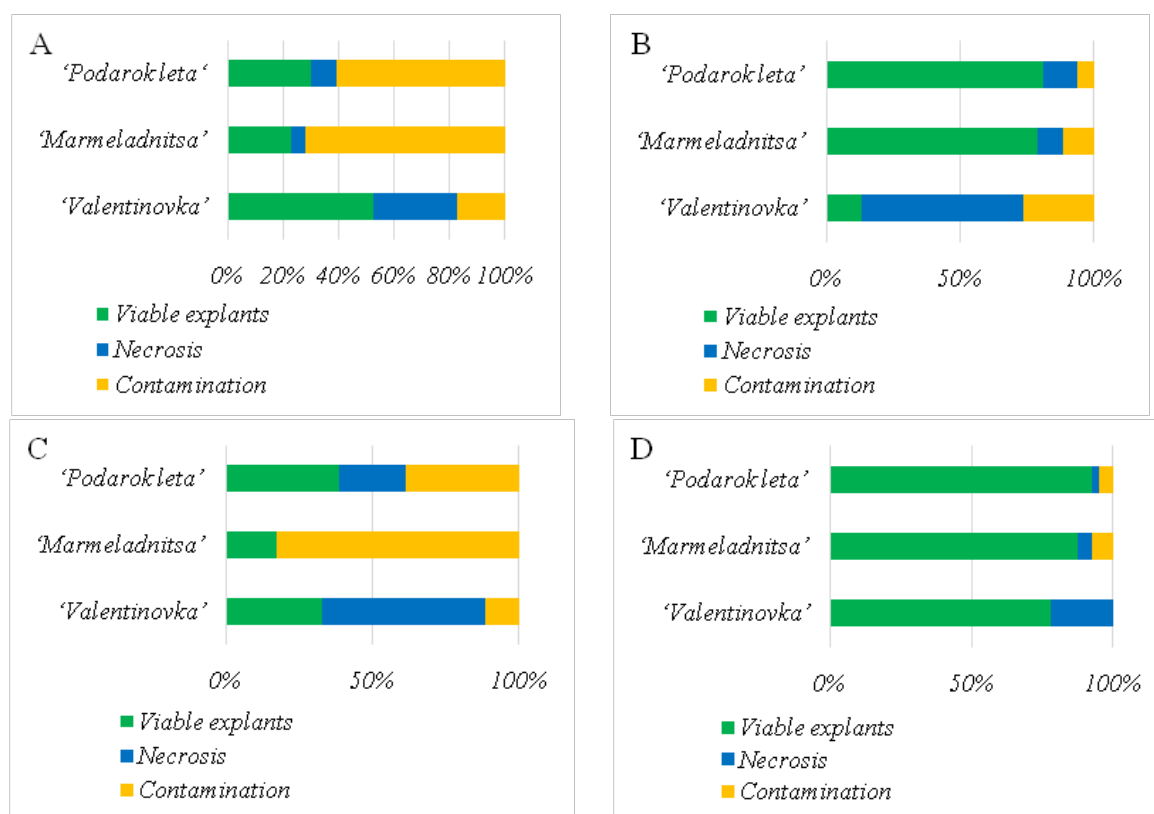 A
‘Podarok leta‘
‘Marmeladnitsa’
‘Valentinovka’
0% 20% 40% 60% 80% 100%
Viable explants
Necrosis
Contamination
B
‘Podarok leta’
‘Marmeladnitsa’
‘Valentinovka’
0% 50% 100%
Viable explants
Necrosis
Contamination
C
‘Podarok leta’
‘Marmeladnitsa’
‘Valentinovka’
0% 50% 100%
Viable explants
Necrosis
Contamination
D
‘Podarok leta’
‘Marmeladnitsa’
‘Valentinovka’
0% 50% 100%
Viable explants
Necrosis
Contamination